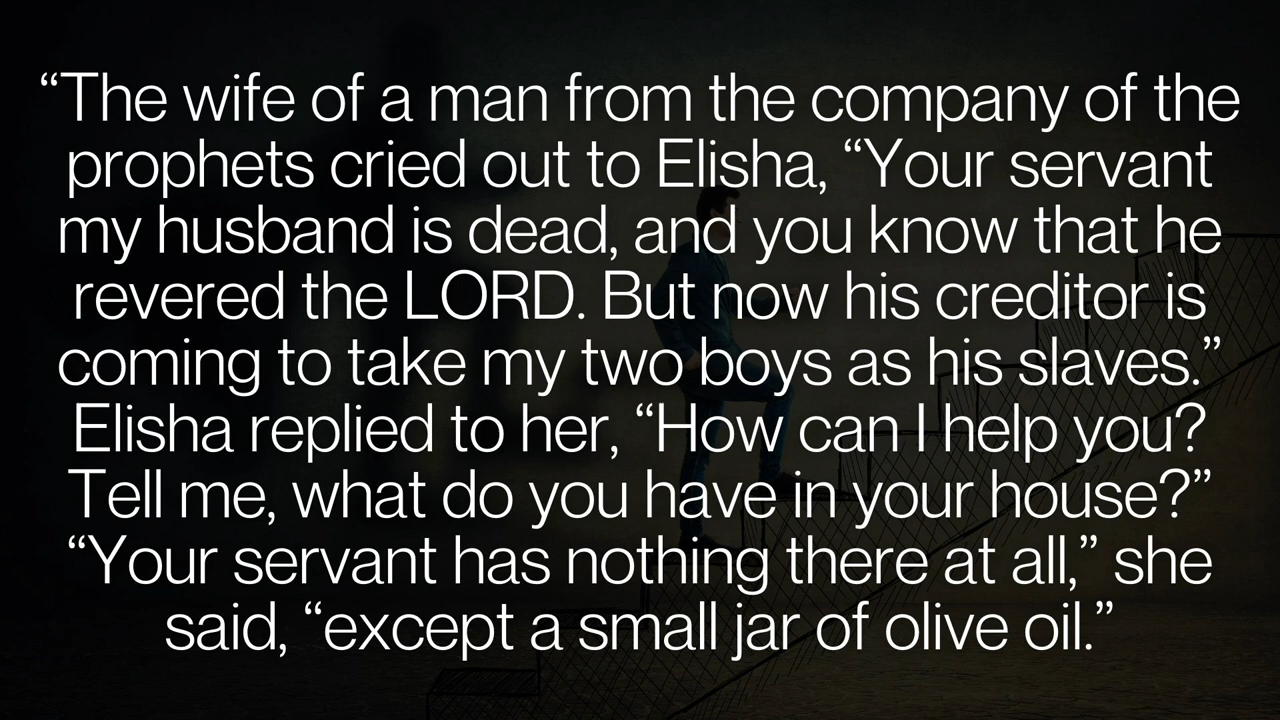 “The wife of a man from the company of the
prophets cried out to Elisha, “Your servant
my husband is dead, and you know that he
revered the LORD. But now his creditor is
coming to take my two boys as his slaves.”
Elisha replied to her, “How can I help you?
Tell me, what do you have in your house?”
“Your servant has nothing there at all,” she
said, “except a small jar of olive oil.”